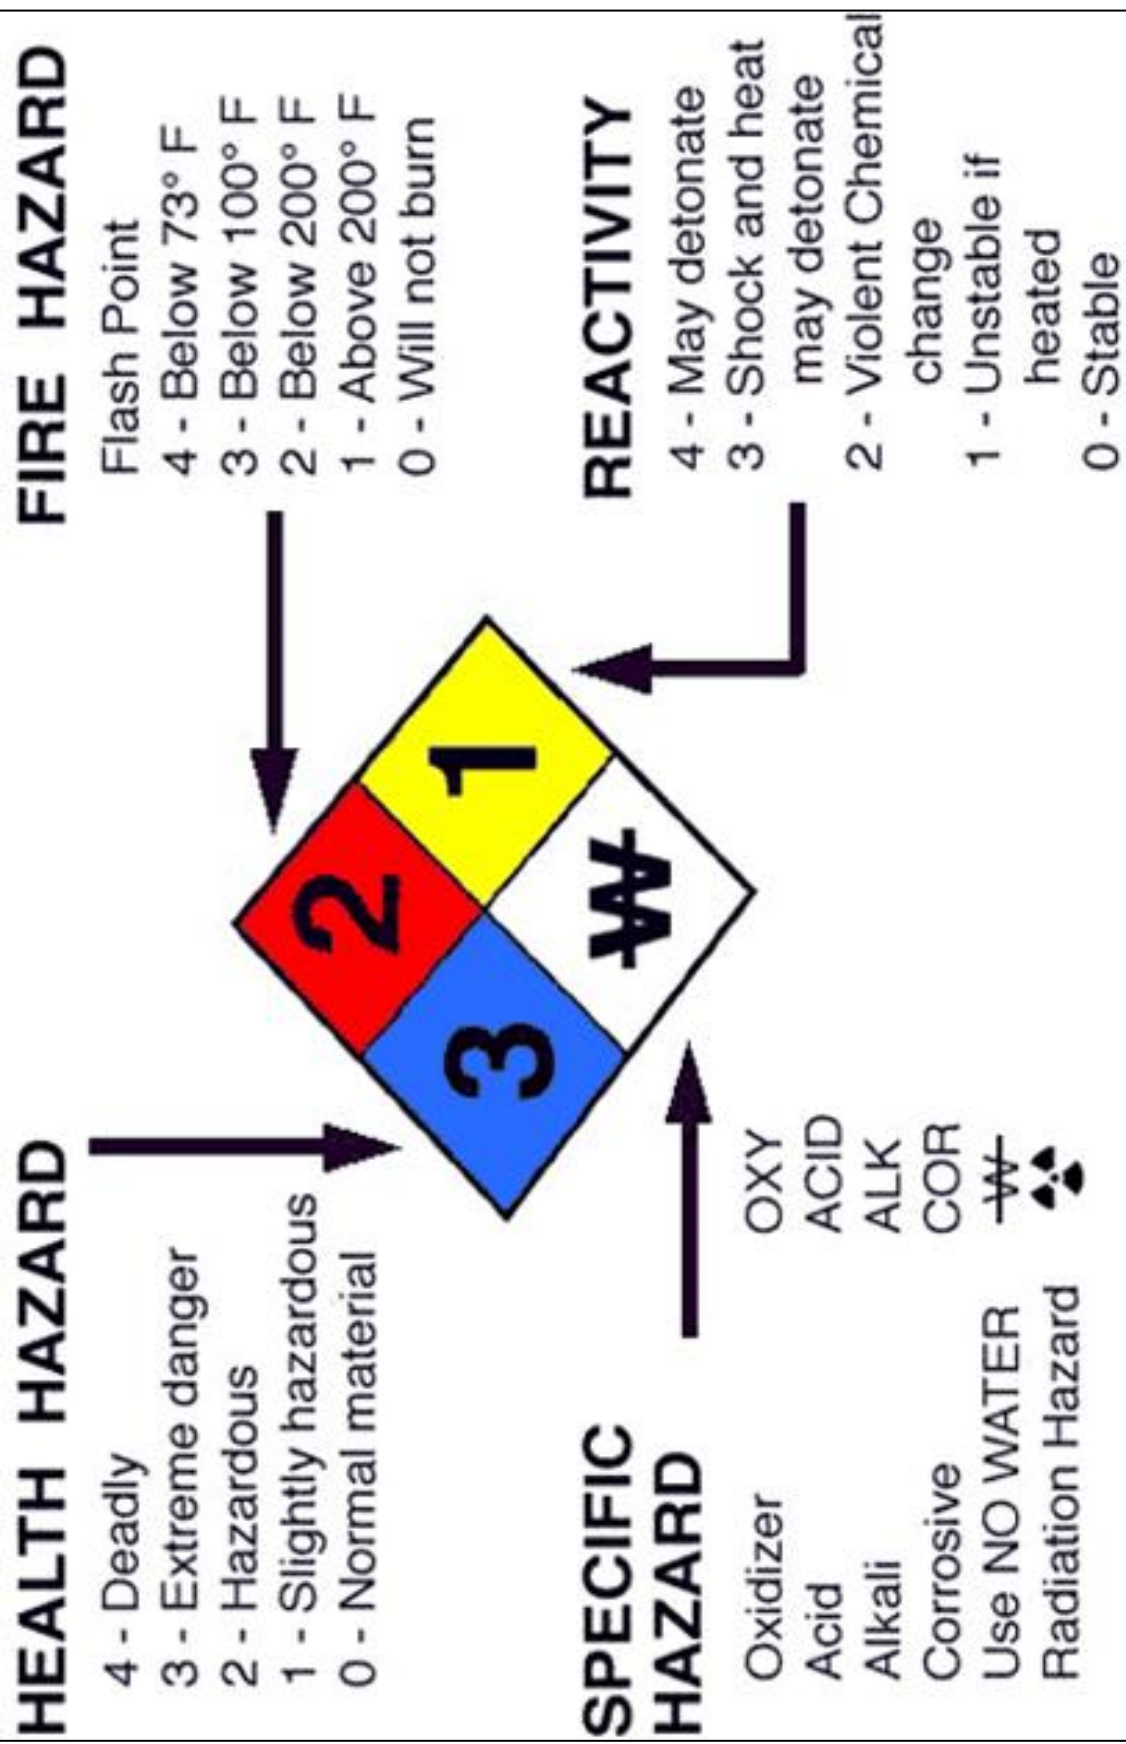 HEALTH HAZARD
4 - Deadly
3 - Extreme danger
2 - Hazardous
1 - Slightly hazardous
0 - Normal material
FIRE HAZARD
Flash Point
4 - Below 73° F
3 - Below 100° F
2 - Below 200° F
1 - Above 200° F
0 - Will not burn
2
3
1
W
SPECIFIC
HAZARD
Oxidizer OXY
Acid ACID
Alkali ALK
Corrosive COR
Use NO WATER W
Radiation Hazard
REACTIVITY
4 - May detonate
3 - Shock and heat
may detonate
2 - Violent Chemical
change
1 - Unstable if
heated
0 - Stable